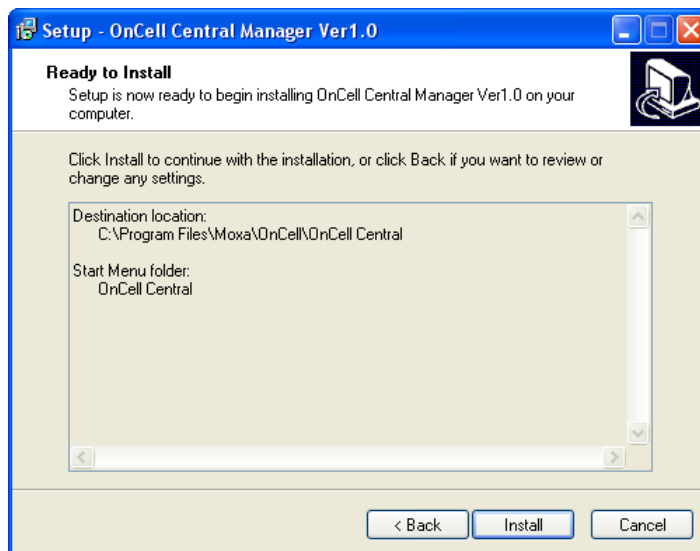 Setup - OnCell Central Manager Ver1.0
Ready to Install
Setup is now ready to begin installing OnCell Central Manager Ver1.0 on your
computer.
Click Install to continue with the installation, or click Back if you want to review or
change any settings.
Destination location:
C:\Program Files\Moxa\OnCell\OnCell Central
Start Menu folder:
OnCell Central
< Back
Install
Cancel